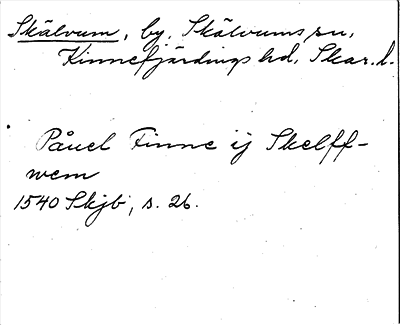 Skälvum, by. Skälvums sn,
Kinnefjärdings hd, Skar. l.
Påuel Finne ij Skelff-
wem
1540 Skjb, s. 26.